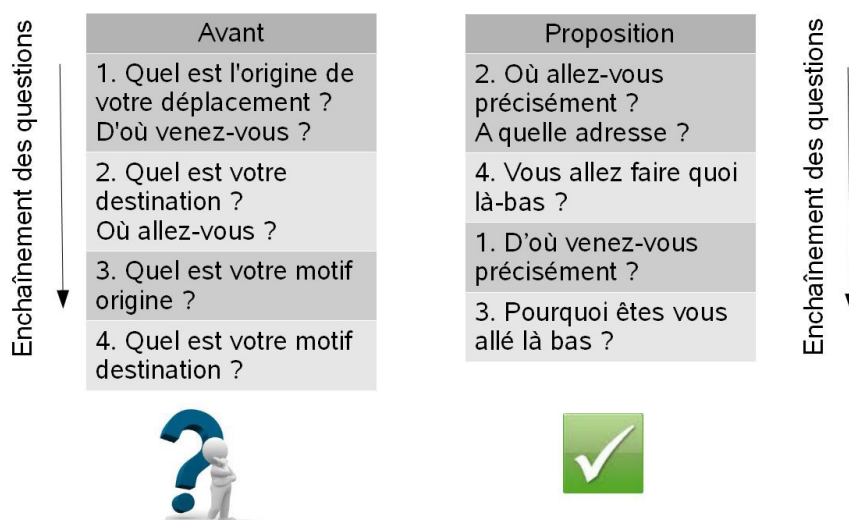 Enchaînement des questions
Avant
1. Quel est l'origine de
votre déplacement ?
D'où venez-vous ?
2. Quel est votre
destination ?
Où allez-vous ?
3. Quel est votre motif
origine ?
4. Quel est votre motif
destination ?
Proposition
2. Où allez-vous
précisément ?
A quelle adresse ?
4. Vous allez faire quoi
là-bas ?
1. D’où venez-vous
précisément ?
3. Pourquoi êtes vous
allé là bas ?
Enchaînement des questions